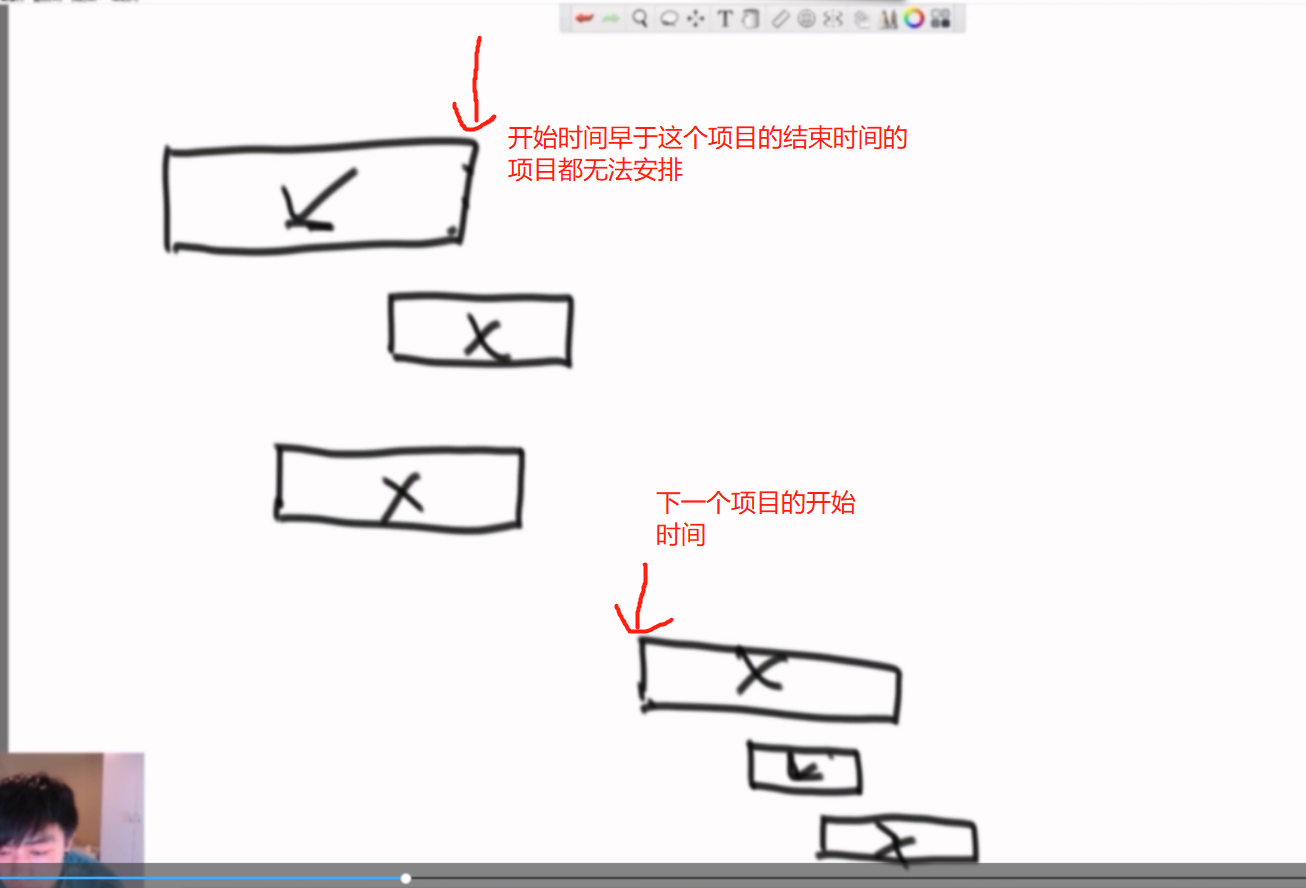 开始时间早于这个项目的结束时间的
项目都无法安排
下一个项目的开始
时间